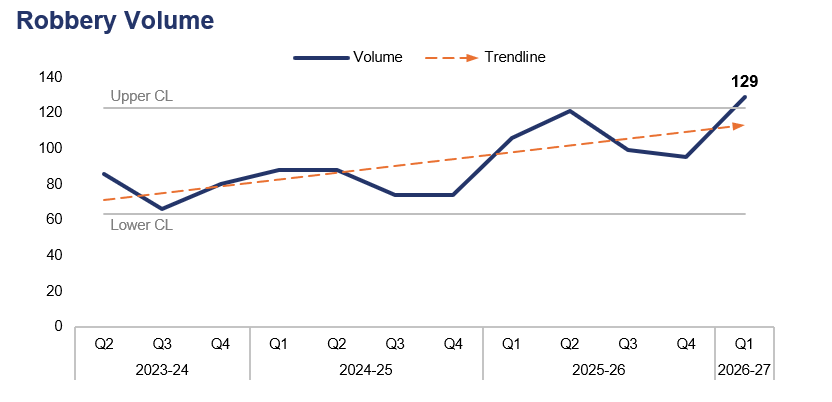 Robbery Volume
Volume Trendline
140
129
Upper CL
120
100
80
60
Lower CL
40
20
0
Q2 Q3 Q4 Q1 Q2 Q3 Q4 Q1 Q2 Q3 Q4 Q1
2023-24 2024-25 2025-26 2026-27